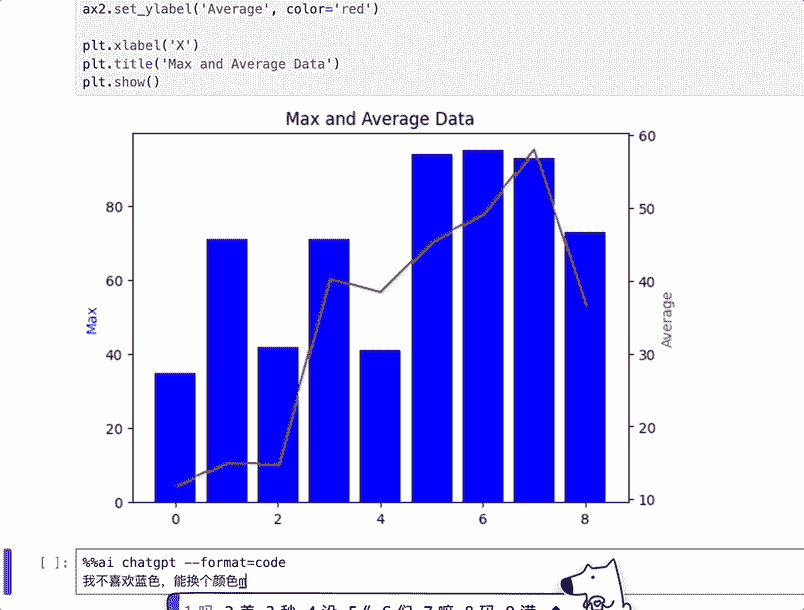 ax2.set_ylabel('Average', color='red')
plt.xlabel('X')
plt.title('Max and Average Data')
plt.show()
Max and Average Data
80
60
40
20
0
Max
60
50
40
30
20
10
Average
0
2
4
6
8
[ ]:
%%ai chatgpt --format=code
我不喜欢蓝色，能换个颜色m